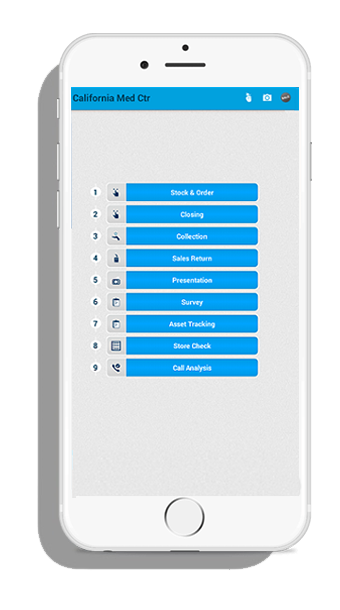 California Med Ctr
1 Stock & Order
2 Closing
3 Collection
4 Sales Return
5 Presentation
6 Survey
7 Asset Tracking
8 Store Check
9 Call Analysis